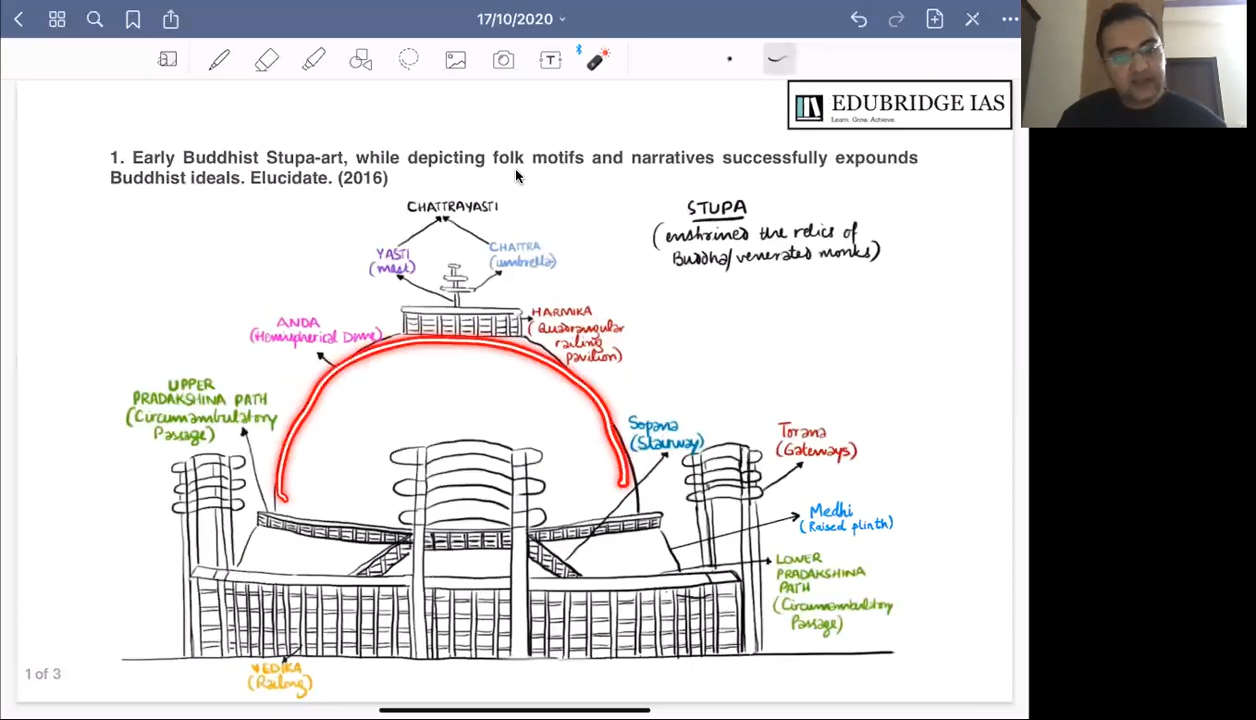 17/10/2020
T
EDUBRIDGE IAS
Learn. Grow. Achieve.
1. Early Buddhist Stupa-art, while depicting folk motifs and narratives successfully expounds
Buddhist ideals. Elucidate. (2016)
CHATTRAYASTI
STUPA
(enshrined the relics of
Buddha/venerated monks)
YASTI
(mast)
CHATTRA
(umbrella)
HARMIKA
(Quadrangular
railing
pavilion)
ANDA
(Hemispherical Dome)
UPPER
PRADAKSHINA PATH
(Circumambulatory
Passage)
Sopana
(Stairway)
Torana
(Gateways)
Medhi
(Raised plinth)
LOWER
PRADAKSHINA
PATH
(Circumambulatory
Passage)
VEDIKA
(Railing)
1 of 3